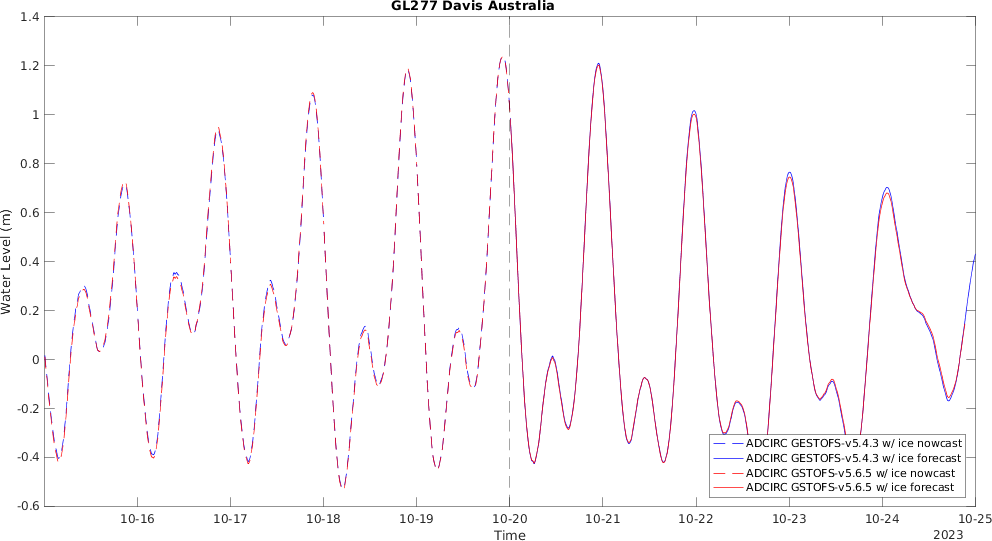 GL277 Davis Australia
1.4
1.2
1
0.8
0.6
0.4
0.2
0
-0.2
-0.4
-0.6
Water Level (m)
ADCIRC GESTOFS-v5.4.3 w/ ice nowcast
ADCIRC GESTOFS-v5.4.3 w/ ice forecast
ADCIRC GSTOFS-v5.6.5 w/ ice nowcast
ADCIRC GSTOFS-v5.6.5 w/ ice forecast
10-16 10-17 10-18 10-19 10-20 10-21 10-22 10-23 10-24 10-25
Time
2023